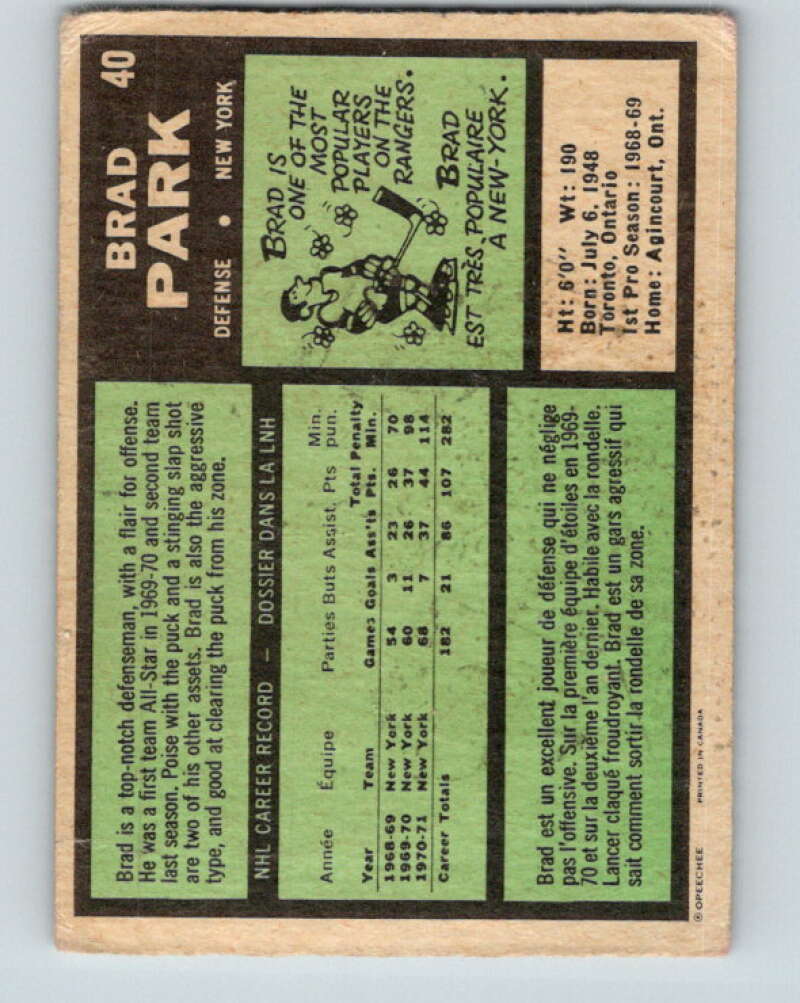 BRAD 40
PARK
DEFENSE • NEW YORK
Brad is a top-notch defenseman, with a flair for offense.
He was a first team All-Star in 1969-70 and second team
last season. Poise with the puck and a stinging slap shot
are two of his other assets. Brad is also the aggressive
type, and good at clearing the puck from his zone.
BRAD IS
ONE OF THE
MOST
POPULAR
PLAYERS
ON THE
RANGERS.
BRAD
EST TRÈS POPULAIRE
A NEW-YORK.
NHL CAREER RECORD — DOSSIER DANS LA LNH
Année Équipe Parties Buts Assist. Pts Min. pun.
Total Penalty
Year Team Games Goals Ass'ts Pts. Min.
1968-69 New York 54 3 23 26 70
1969-70 New York 60 11 26 37 98
1970-71 New York 68 7 37 44 114
Career Totals 182 21 86 107 282
Ht: 6'0" Wt: 190
Born: July 6, 1948
Toronto, Ontario
1st Pro Season: 1968-69
Home: Agincourt, Ont.
Brad est un excellent joueur de défense qui ne néglige
pas l'offensive. Sur la première équipe d'étoiles en 1969-
70 et sur la deuxième l'an dernier. Habile avec la rondelle.
Lancer claqué froudroyant. Brad est un gars agressif qui
sait comment sortir la rondelle de sa zone.
© OPEECHEE PRINTED IN CANADA